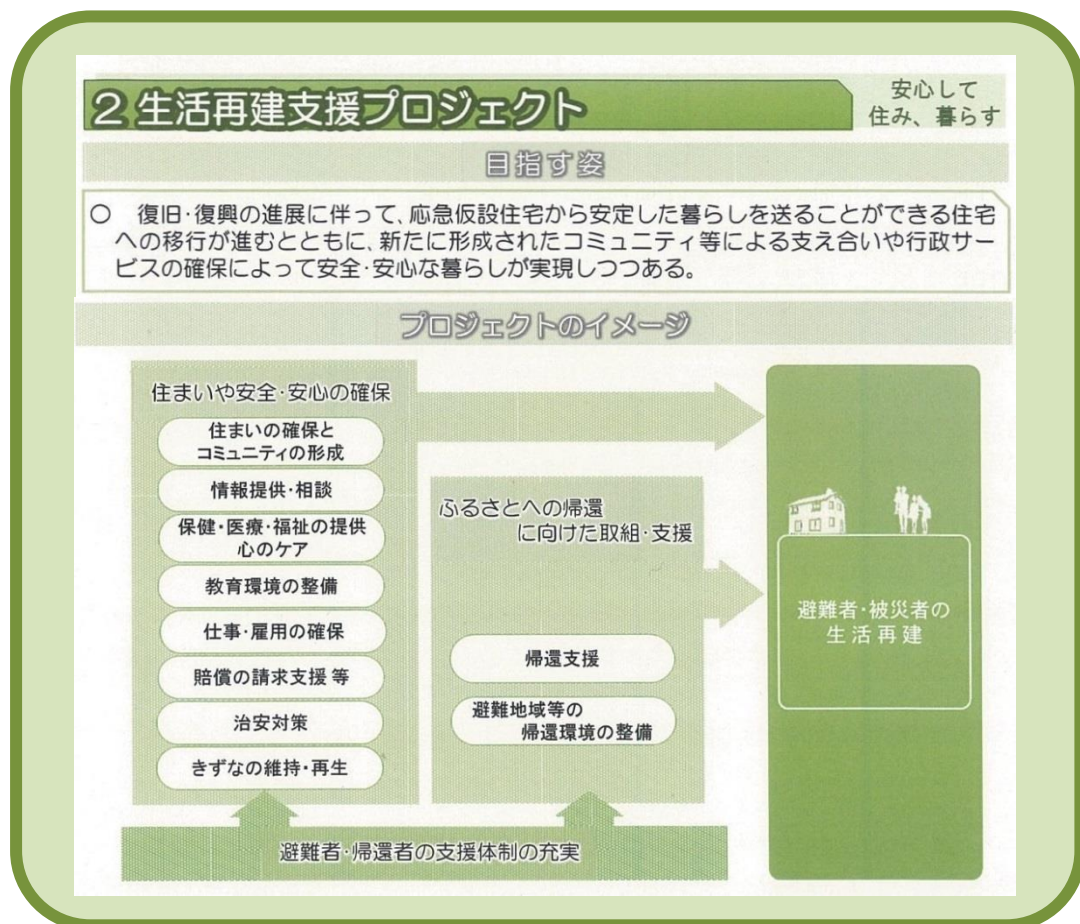 2 生活再建支援プロジェクト
安心して
住み、暮らす
目指す姿
○ 復旧・復興の進展に伴って、応急仮設住宅から安定した暮らしを送ることができる住宅
への移行が進むとともに、新たに形成されたコミュニティ等による支え合いや行政サー
ビスの確保によって安全・安心な暮らしが実現しつつある。
プロジェクトのイメージ
住まいや安全・安心の確保
住まいの確保と
コミュニティの形成
情報提供・相談
保健・医療・福祉の提供
心のケア
教育環境の整備
仕事・雇用の確保
賠償の請求支援 等
治安対策
きずなの維持・再生
ふるさとへの帰還
に向けた取組・支援
帰還支援
避難地域等の
帰還環境の整備
避難者・被災者の
生活再建
避難者・帰還者の支援体制の充実